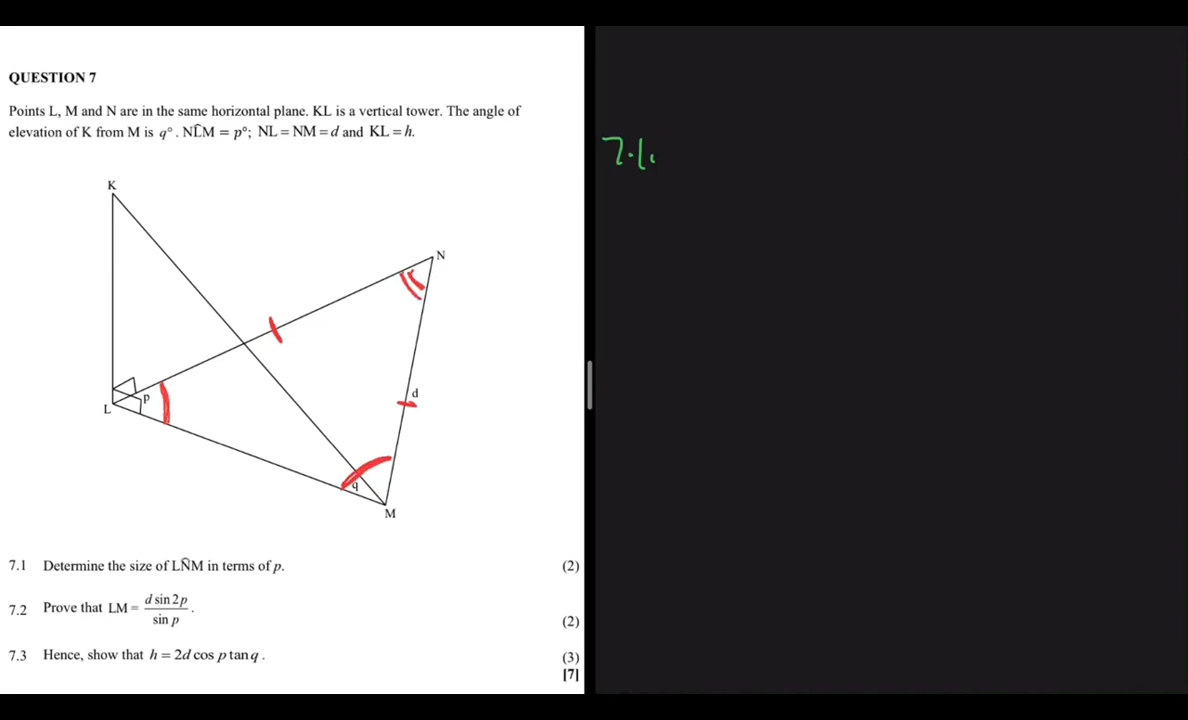 QUESTION 7
Points L, M and N are in the same horizontal plane. KL is a vertical tower. The angle of
elevation of K from M is q°. NL̂M = p°; NL = NM = d and KL = h.
7.1.
K
N
d
p
L
q
M
7.1 Determine the size of LN̂M in terms of p. (2)
7.2 Prove that LM = d sin 2p / sin p . (2)
7.3 Hence, show that h = 2d cos p tan q . (3)
[7]